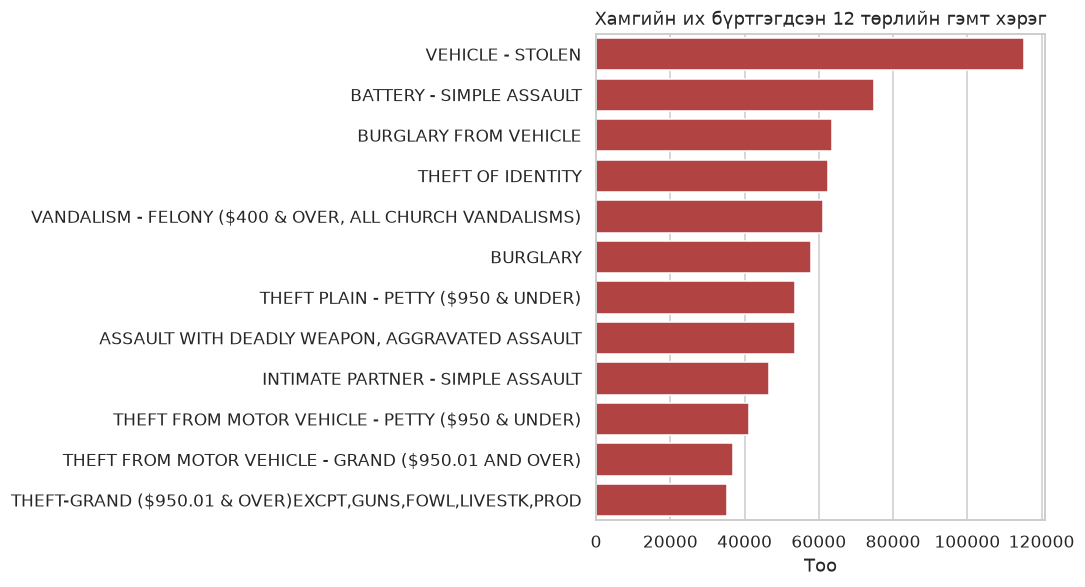 Хамгийн их бүртгэгдсэн 12 төрлийн гэмт хэрэг
VEHICLE - STOLEN
BATTERY - SIMPLE ASSAULT
BURGLARY FROM VEHICLE
THEFT OF IDENTITY
VANDALISM - FELONY ($400 & OVER, ALL CHURCH VANDALISMS)
BURGLARY
THEFT PLAIN - PETTY ($950 & UNDER)
ASSAULT WITH DEADLY WEAPON, AGGRAVATED ASSAULT
INTIMATE PARTNER - SIMPLE ASSAULT
THEFT FROM MOTOR VEHICLE - PETTY ($950 & UNDER)
THEFT FROM MOTOR VEHICLE - GRAND ($950.01 AND OVER)
THEFT-GRAND ($950.01 & OVER)EXCPT,GUNS,FOWL,LIVESTK,PROD
0 20000 40000 60000 80000 100000 120000
Тоо